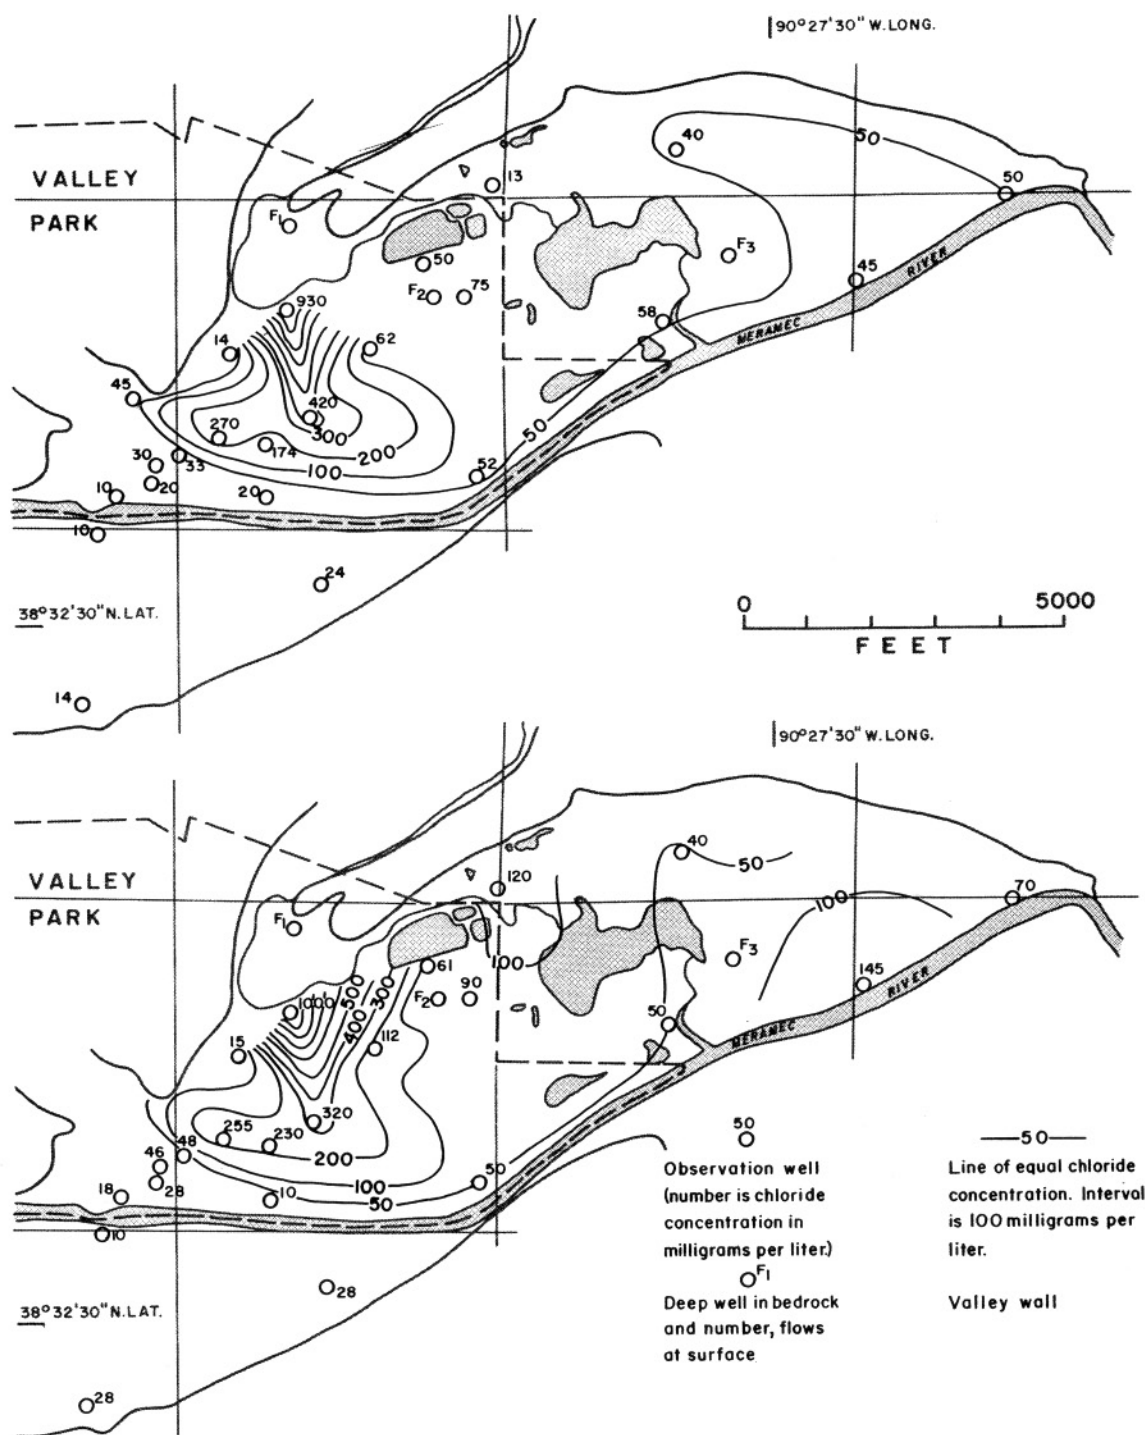 90°27'30" W. LONG.
40
50
VALLEY
13
50
PARK
F1
50
F3
RIVER
F2
75
45
930
58
MERAMEC
14
62
45
420
270
300
50
174
200
30
33
100
52
20
20
10
10
24
0
5000
38°32'30" N. LAT.
FEET
14
90°27'30" W. LONG.
40
50
VALLEY
120
70
PARK
100
F1
61
100
F3
500
300
145
1000
F2
90
RIVER
400
50
MERAMEC
15
112
320
255
230
48
46
200
50
50
100
50
18
28
10
10
Observation well
(number is chloride
concentration in
milligrams per liter.)
F1
Deep well in bedrock
and number, flows
at surface
50
Line of equal chloride
concentration. Interval
is 100 milligrams per
liter.
Valley wall
28
38°32'30" N. LAT.
28